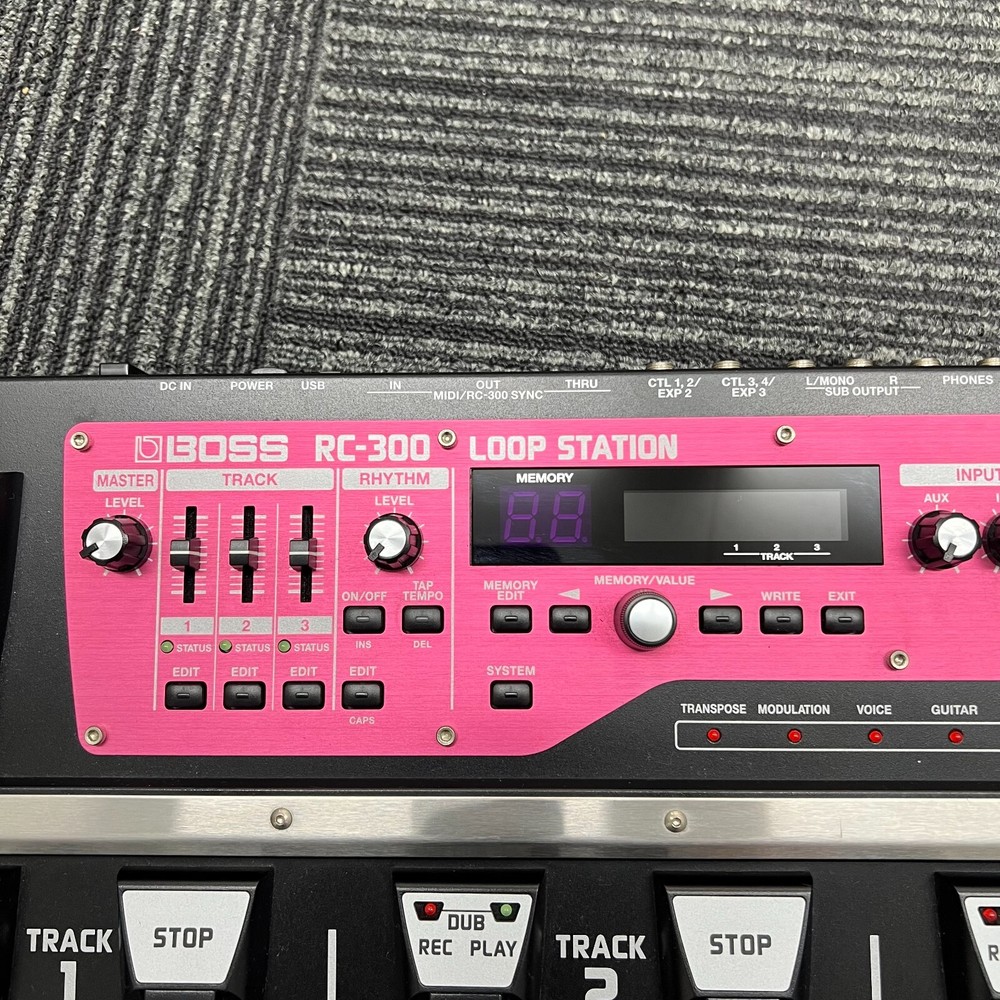 DC IN POWER USB IN OUT THRU CTL 1, 2/ CTL 3, 4/ L/MONO R PHONES
MIDI/RC-300 SYNC EXP 2 EXP 3 SUB OUTPUT
BOSS RC-300 LOOP STATION
MASTER TRACK RHYTHM MEMORY INPUT
LEVEL LEVEL AUX
1 2 3
TRACK
MEMORY/VALUE
ON/OFF TAP MEMORY WRITE EXIT
TEMPO EDIT
1 2 3
INS DEL
STATUS STATUS STATUS
EDIT EDIT EDIT EDIT SYSTEM
CAPS
TRANSPOSE MODULATION VOICE GUITAR
TRACK STOP DUB TRACK STOP
1 REC PLAY 2